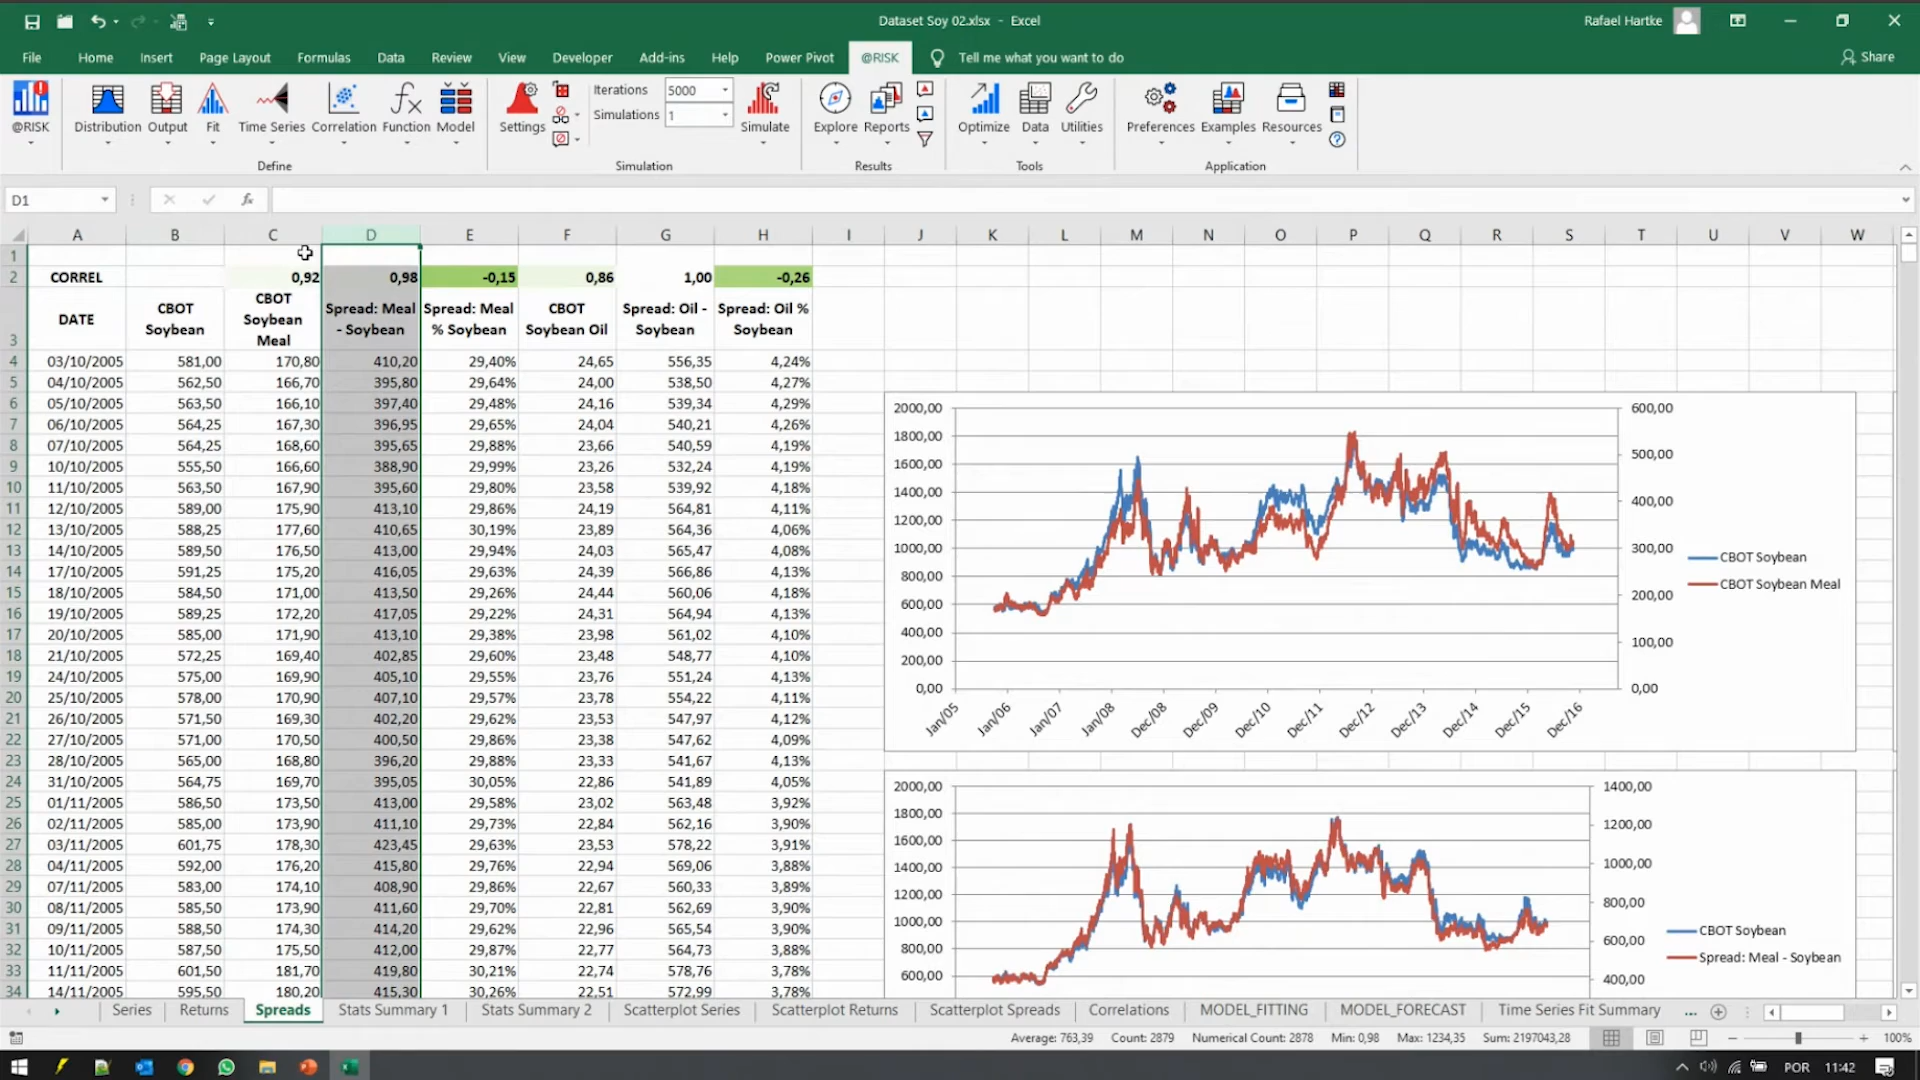 Dataset Soy 02.xlsx - Excel
Rafael Hartke
File Home Insert Page Layout Formulas Data Review View Developer Add-ins Help Power Pivot @RISK Tell me what you want to do Share
@RISK Distribution Output Fit Time Series Correlation Function Model Settings Simulate Explore Reports Optimize Data Utilities Preferences Examples Resources
Iterations 5000
Simulations 1
Define Simulation Results Tools Application
D1
A B C D E F G H I J K L M N O P Q R S T U V W
1
2 CORREL 0,92 0,98 -0,15 0,86 1,00 -0,26
3 DATE CBOT Soybean CBOT Soybean Meal Spread: Meal - Soybean Spread: Meal % Soybean CBOT Soybean Oil Spread: Oil - Soybean Spread: Oil % Soybean
4 03/10/2005 581,00 170,80 410,20 29,40% 24,65 556,35 4,24%
5 04/10/2005 562,50 166,70 395,80 29,64% 24,00 538,50 4,27%
6 05/10/2005 563,50 166,10 397,40 29,48% 24,16 539,34 4,29%
7 06/10/2005 564,25 167,30 396,95 29,65% 24,04 540,21 4,26%
8 07/10/2005 564,25 168,60 395,65 29,88% 23,66 540,59 4,19%
9 10/10/2005 555,50 166,60 388,90 29,99% 23,26 532,24 4,19%
10 11/10/2005 563,50 167,90 395,60 29,80% 23,58 539,92 4,18%
11 12/10/2005 589,00 175,90 413,10 29,86% 24,19 564,81 4,11%
12 13/10/2005 588,25 177,60 410,65 30,19% 23,89 564,36 4,06%
13 14/10/2005 589,50 176,50 413,00 29,94% 24,03 565,47 4,08%
14 17/10/2005 591,25 175,20 416,05 29,63% 24,39 566,86 4,13%
15 18/10/2005 584,50 171,00 413,50 29,26% 24,44 560,06 4,18%
16 19/10/2005 589,25 172,20 417,05 29,22% 24,31 564,94 4,13%
17 20/10/2005 585,00 171,90 413,10 29,38% 23,98 561,02 4,10%
18 21/10/2005 572,25 169,40 402,85 29,60% 23,48 548,77 4,10%
19 24/10/2005 575,00 169,90 405,10 29,55% 23,76 551,24 4,13%
20 25/10/2005 578,00 170,90 407,10 29,57% 23,78 554,22 4,11%
21 26/10/2005 571,50 169,30 402,20 29,62% 23,53 547,97 4,12%
22 27/10/2005 571,00 170,50 400,50 29,86% 23,38 547,62 4,09%
23 28/10/2005 565,00 168,80 396,20 29,88% 23,33 541,67 4,13%
24 31/10/2005 564,75 169,70 395,05 30,05% 22,86 541,89 4,05%
25 01/11/2005 586,50 173,50 413,00 29,58% 23,02 563,48 3,92%
26 02/11/2005 585,00 173,90 411,10 29,73% 22,84 562,16 3,90%
27 03/11/2005 601,75 178,30 423,45 29,63% 23,53 578,22 3,91%
28 04/11/2005 592,00 176,20 415,80 29,76% 22,94 569,06 3,88%
29 07/11/2005 583,00 174,10 408,90 29,86% 22,67 560,33 3,89%
30 08/11/2005 585,50 173,90 411,60 29,70% 22,81 562,69 3,90%
31 09/11/2005 588,50 174,30 414,20 29,62% 22,96 565,54 3,90%
32 10/11/2005 587,50 175,50 412,00 29,87% 22,77 564,73 3,88%
33 11/11/2005 601,50 181,70 419,80 30,21% 22,74 578,76 3,78%
34 14/11/2005 595,50 180,20 415,30 30,26% 22,51 572,99 3,78%
2000,00 600,00
1800,00
1600,00 500,00
1400,00 400,00
1200,00
1000,00 300,00
800,00
600,00 200,00
400,00 100,00
200,00
0,00 0,00
CBOT Soybean
CBOT Soybean Meal
Jan/05 Jan/06 Jan/07 Jan/08 Dec/08 Dec/09 Dec/10 Dec/11 Dec/12 Dec/13 Dec/14 Dec/15 Dec/16
2000,00 1400,00
1800,00 1200,00
1600,00
1400,00 1000,00
1200,00 800,00
1000,00
800,00 600,00
600,00 400,00
CBOT Soybean
Spread: Meal - Soybean
Series Returns Spreads Stats Summary 1 Stats Summary 2 Scatterplot Series Scatterplot Returns Scatterplot Spreads Correlations MODEL_FITTING MODEL_FORECAST Time Series Fit Summary ...
Average: 763,39 Count: 2879 Numerical Count: 2878 Min: 0,98 Max: 1234,35 Sum: 2197043,28 100%
POR 11:42